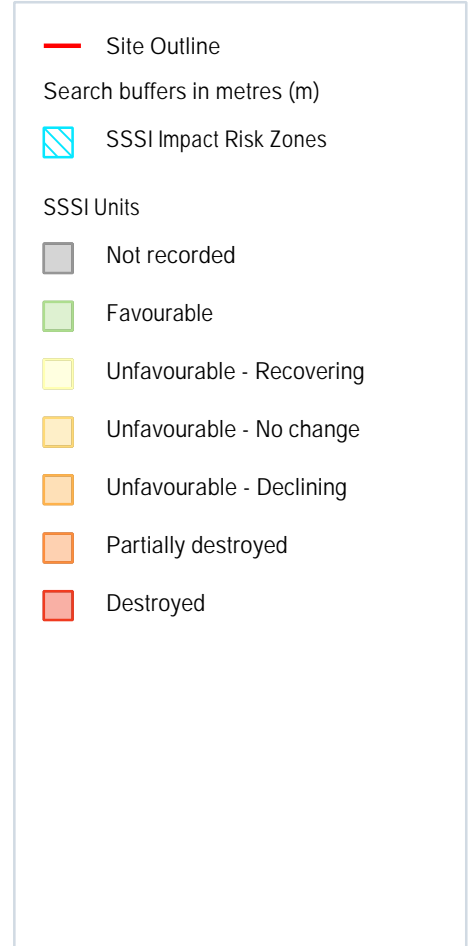 Site Outline
Search buffers in metres (m)
SSSI Impact Risk Zones
SSSI Units
Not recorded
Favourable
Unfavourable - Recovering
Unfavourable - No change
Unfavourable - Declining
Partially destroyed
Destroyed